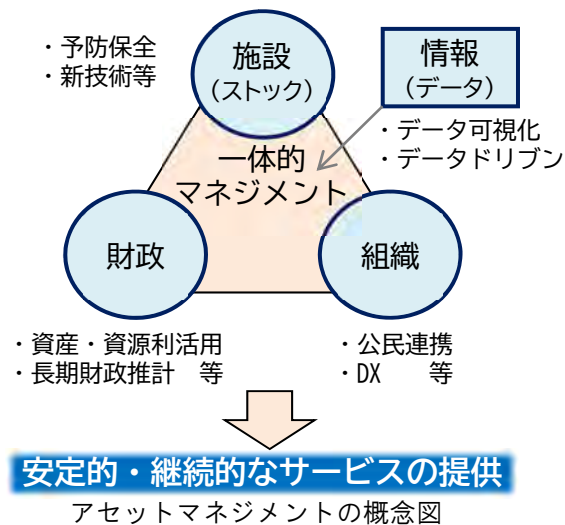 ・予防保全
・新技術等
施設
（ストック）
情報
（データ）
・データ可視化
・データドリブン
一体的
マネジメント
財政
組織
・資産・資源利活用
・長期財政推計　等
・公民連携
・DX　　等
安定的・継続的なサービスの提供
アセットマネジメントの概念図